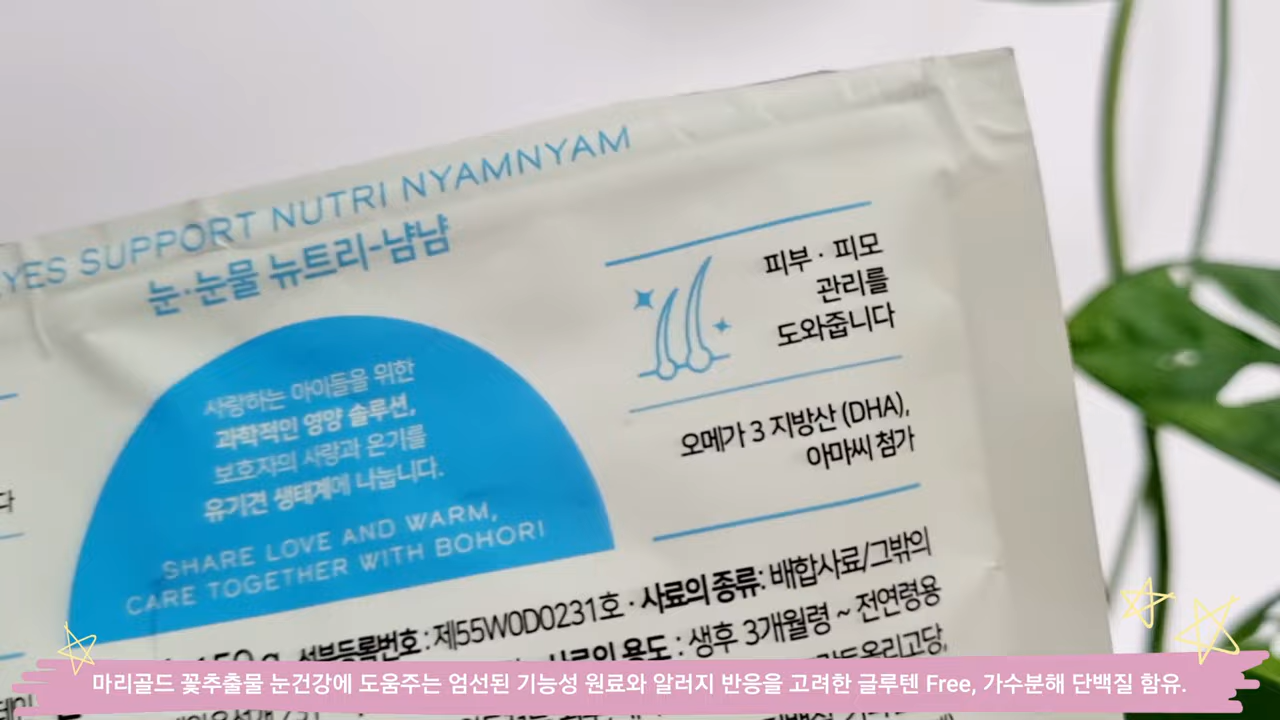 EYES SUPPORT NUTRI NYAMNYAM
눈·눈물 뉴트리-냠냠
사랑하는 아이들을 위한
과학적인 영양 솔루션,
보호자의 사랑과 온기를
유기견 생태계에 나눕니다.
SHARE LOVE AND WARM,
CARE TOGETHER WITH BOHORI
피부·피모
관리를
도와줍니다
오메가 3 지방산 (DHA),
아마씨 첨가
다
150 g 성분등록번호 : 제55W0D0231호 · 사료의 종류: 배합사료/그밖의
사료의 용도 : 생후 3개월령 ~ 전연령용
마리골드 꽃추출물 눈건강에 도움주는 엄선된 기능성 원료와 알러지 반응을 고려한 글루텐 Free, 가수분해 단백질 함유.